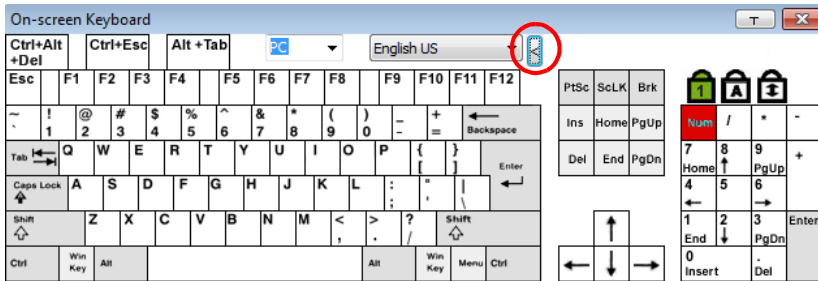 On-screen Keyboard T X
Ctrl+Alt +Del Ctrl+Esc Alt +Tab PC English US <
Esc F1 F2 F3 F4 F5 F6 F7 F8 F9 F10 F11 F12
PtSc ScLK Brk
1 A
~ ! @ # $ % ^ & * ( ) _ +
` 1 2 3 4 5 6 7 8 9 0 - = Backspace
Ins Home PgUp
Num / * -
Tab Q W E R T Y U I O P { }
[ ] Enter
Del End PgDn
7 8 9 +
Home PgUp
Caps Lock A S D F G H J K L : " |
; ' \
4 5 6
Shift Z X C V B N M < > ? Shift
, . /
1 2 3 Enter
End PgDn
Ctrl Win Key Alt Alt Win Key Menu Ctrl
0 .
Insert Del